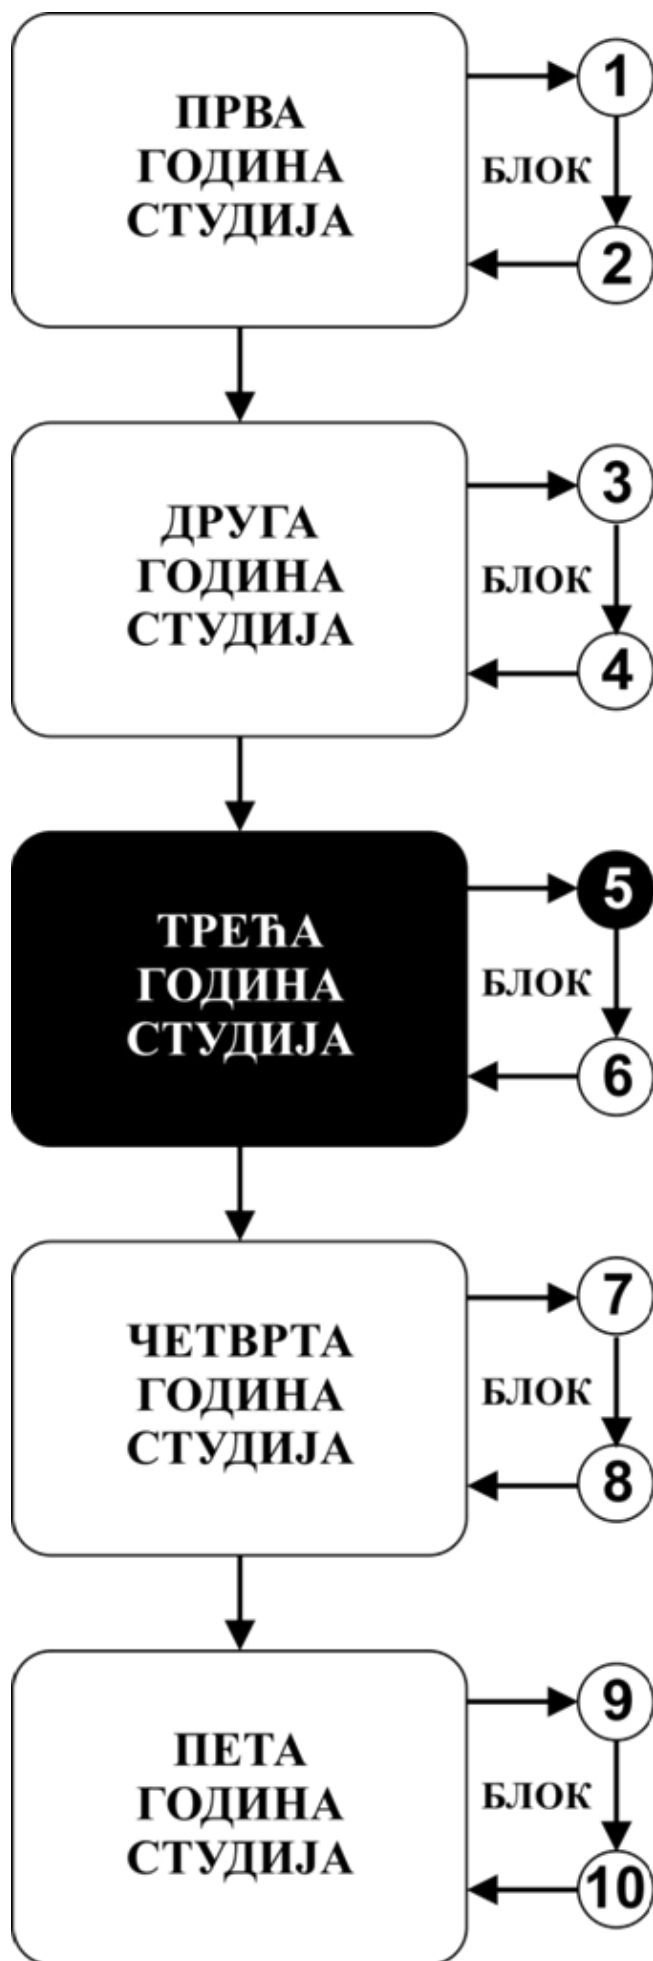 ПРВА
ГОДИНА
СТУДИЈА
1
БЛОК
2
ДРУГА
ГОДИНА
СТУДИЈА
3
БЛОК
4
ТРЕЋА
ГОДИНА
СТУДИЈА
5
БЛОК
6
ЧЕТВРТА
ГОДИНА
СТУДИЈА
7
БЛОК
8
ПЕТА
ГОДИНА
СТУДИЈА
9
БЛОК
10